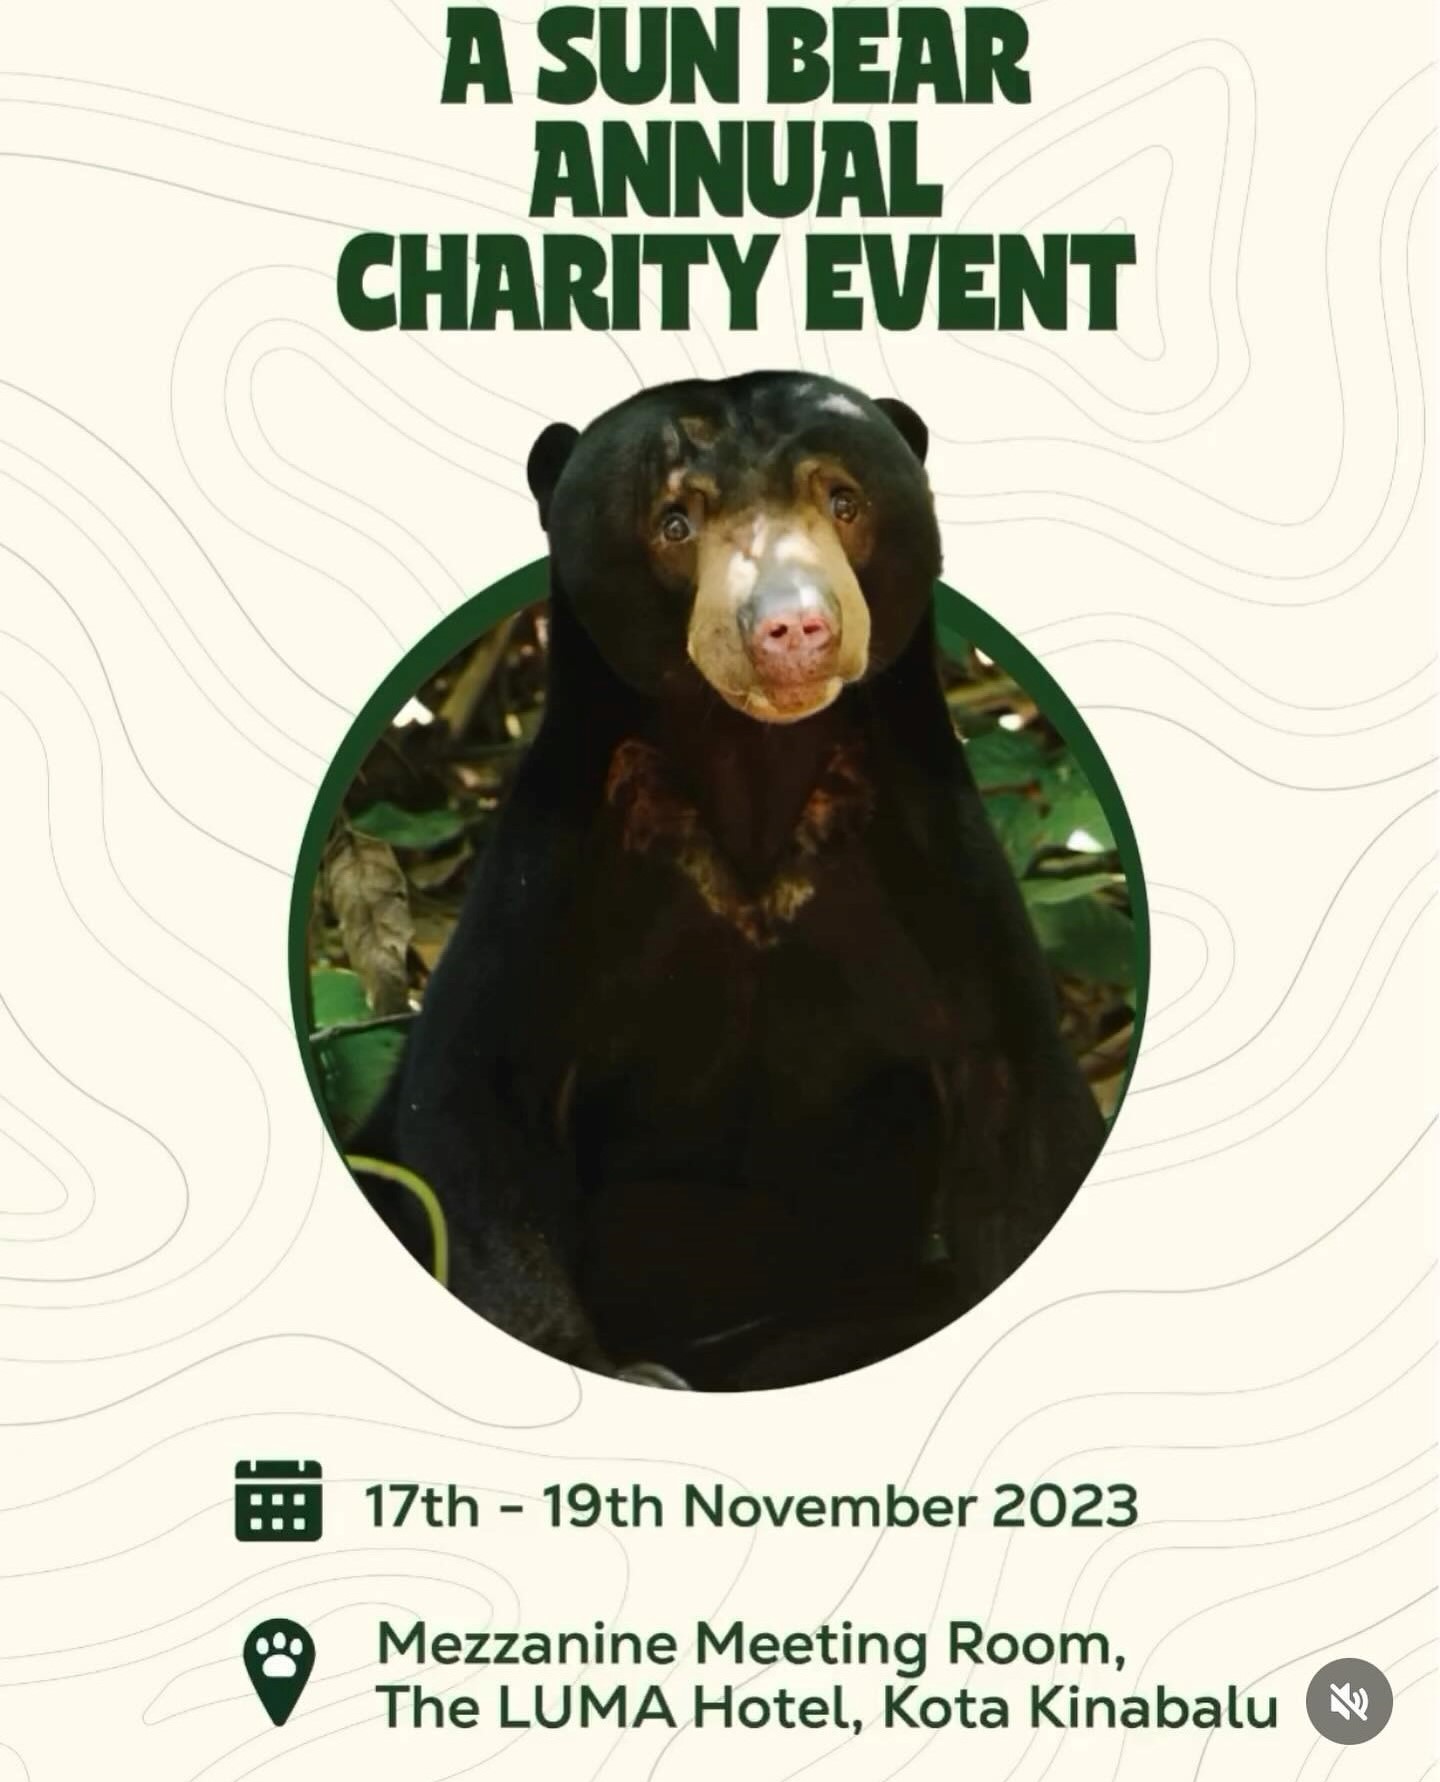 A SUN BEAR
ANNUAL
CHARITY EVENT
17th - 19th November 2023
Mezzanine Meeting Room,
The LUMA Hotel, Kota Kinabalu